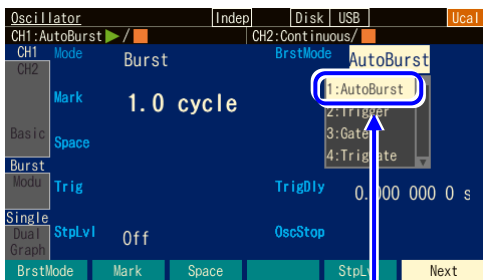 Oscillator Indep Disk USB Ucal
CH1:AutoBurst / CH2:Continuous/
CH1 Mode Burst BrstMode AutoBurst
CH2
Mark 1.0 cycle 1:AutoBurst
2:Trigger
Basic Space 3:Gate
Burst 4:Trig
Modu Trig TrigDly 0.000 000 0 s
Single
Dual StpLvl Off OscStop
Graph
BrstMode Mark Space StpLv Next